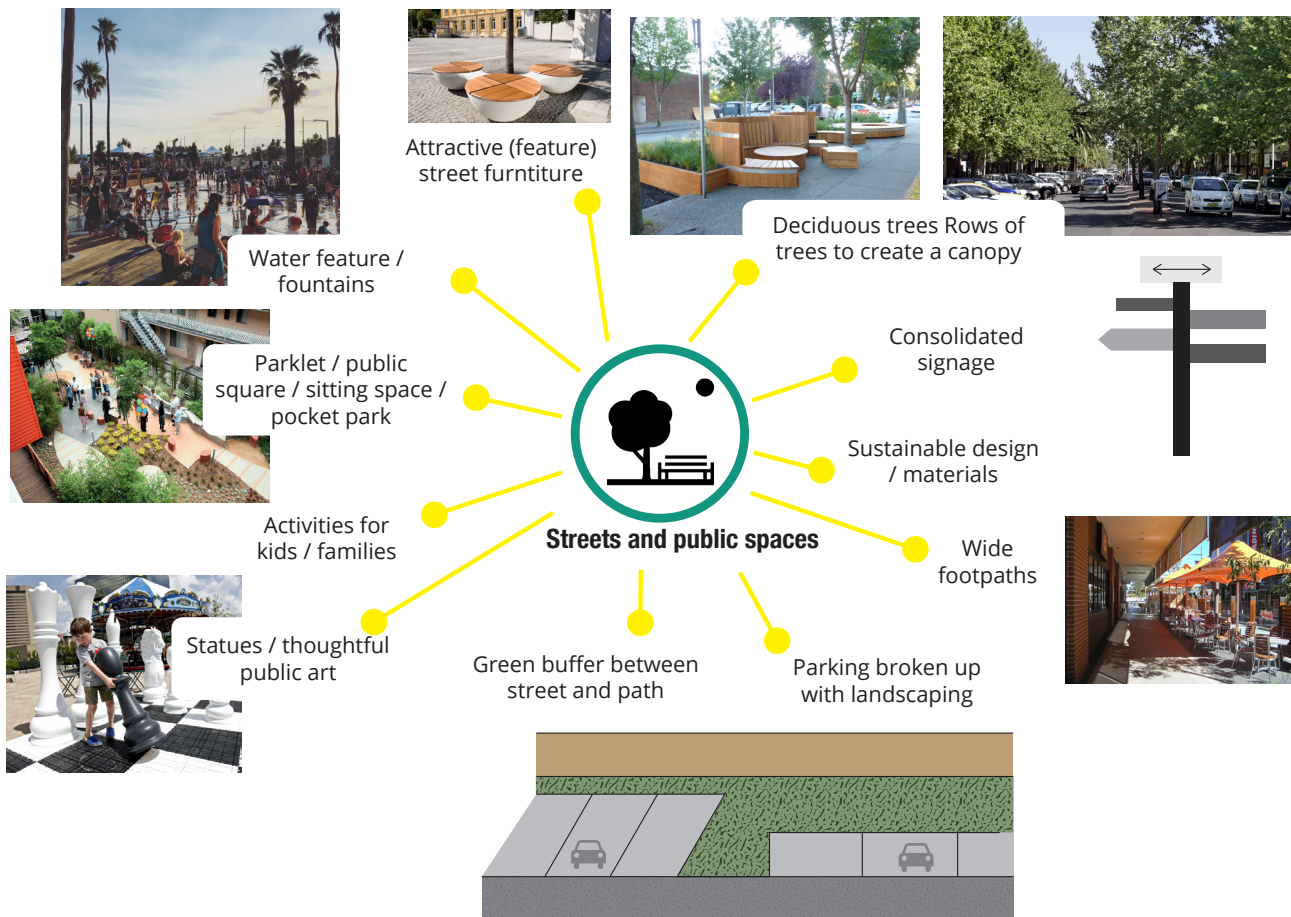 Attractive (feature)
street furntiture
Deciduous trees Rows of
trees to create a canopy
Water feature /
fountains
Consolidated
signage
Parklet / public
square / sitting space /
pocket park
Sustainable design
/ materials
Activities for
kids / families
Streets and public spaces
Wide
footpaths
Statues / thoughtful
public art
Green buffer between
street and path
Parking broken up
with landscaping